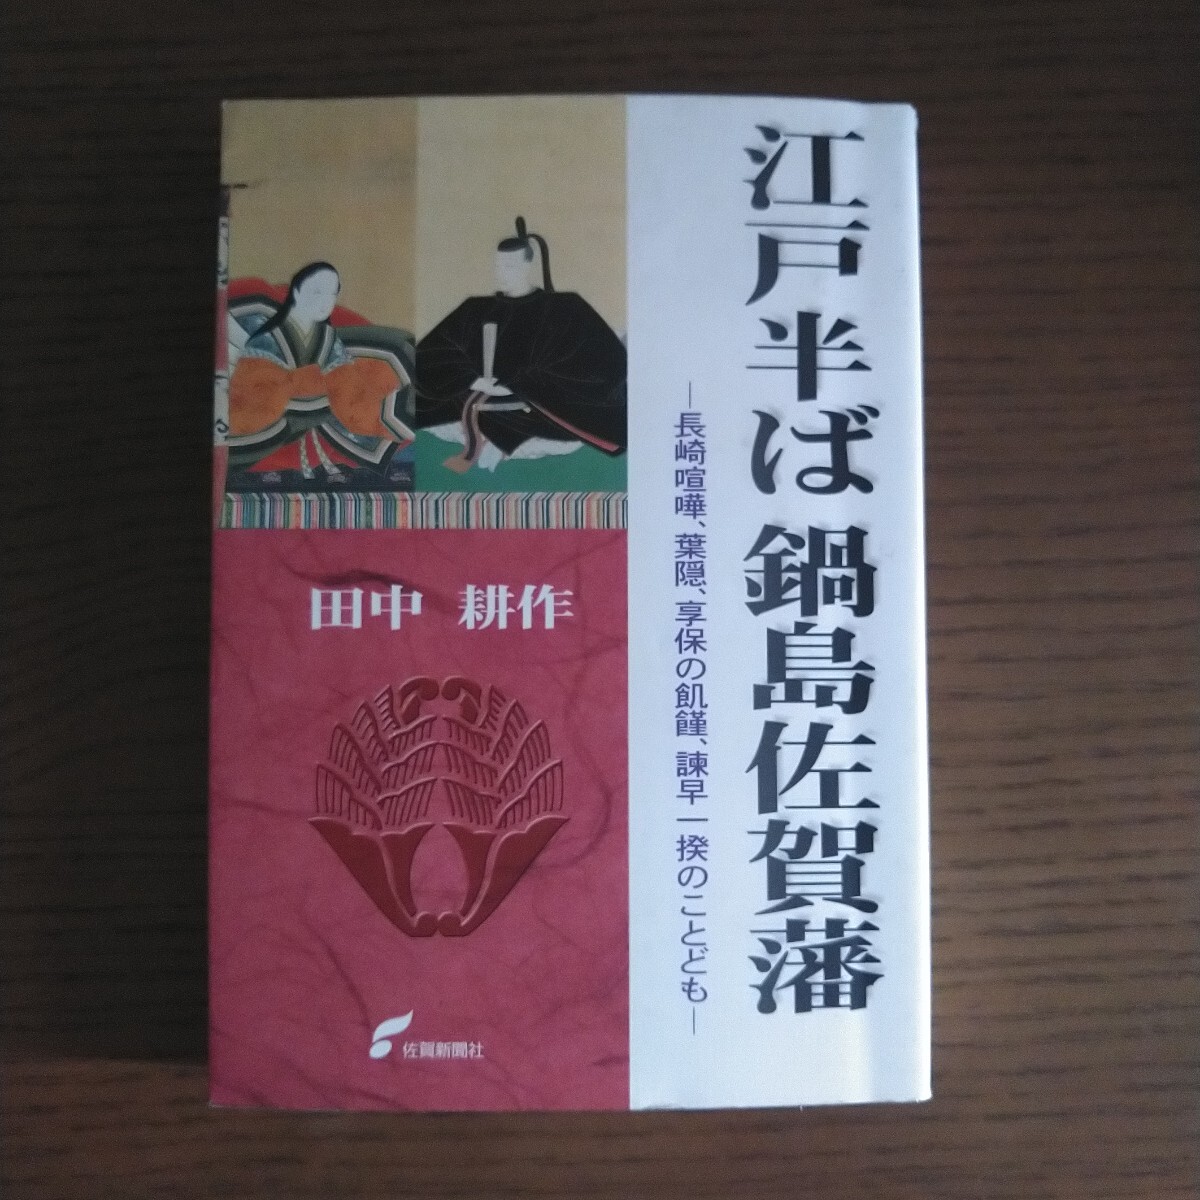 江戸半ば 鍋島佐賀藩
―長崎喧嘩、葉隠、享保の飢饉、諫早一揆のことども―
田中 耕作
佐賀新聞社